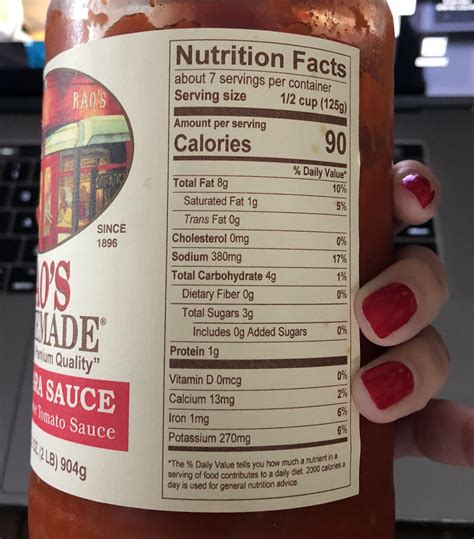 RAO'S
SINCE
1896
AO'S
EMADE®
Premium Quality"
RA SAUCE
Tomato Sauce
OZ. (2 LB) 904g
Nutrition Facts
about 7 servings per container
Serving size 1/2 cup (125g)
Amount per serving
Calories 90
% Daily Value*
Total Fat 8g 10%
Saturated Fat 1g 5%
Trans Fat 0g
Cholesterol 0mg 0%
Sodium 380mg 17%
Total Carbohydrate 4g 1%
Dietary Fiber 0g 0%
Total Sugars 3g
Includes 0g Added Sugars 0%
Protein 1g
Vitamin D 0mcg 0%
Calcium 13mg 2%
Iron 1mg 6%
Potassium 270mg 6%
*The % Daily Value tells you how much a nutrient in a
serving of food contributes to a daily diet. 2000 calories a
day is used for general nutrition advice.